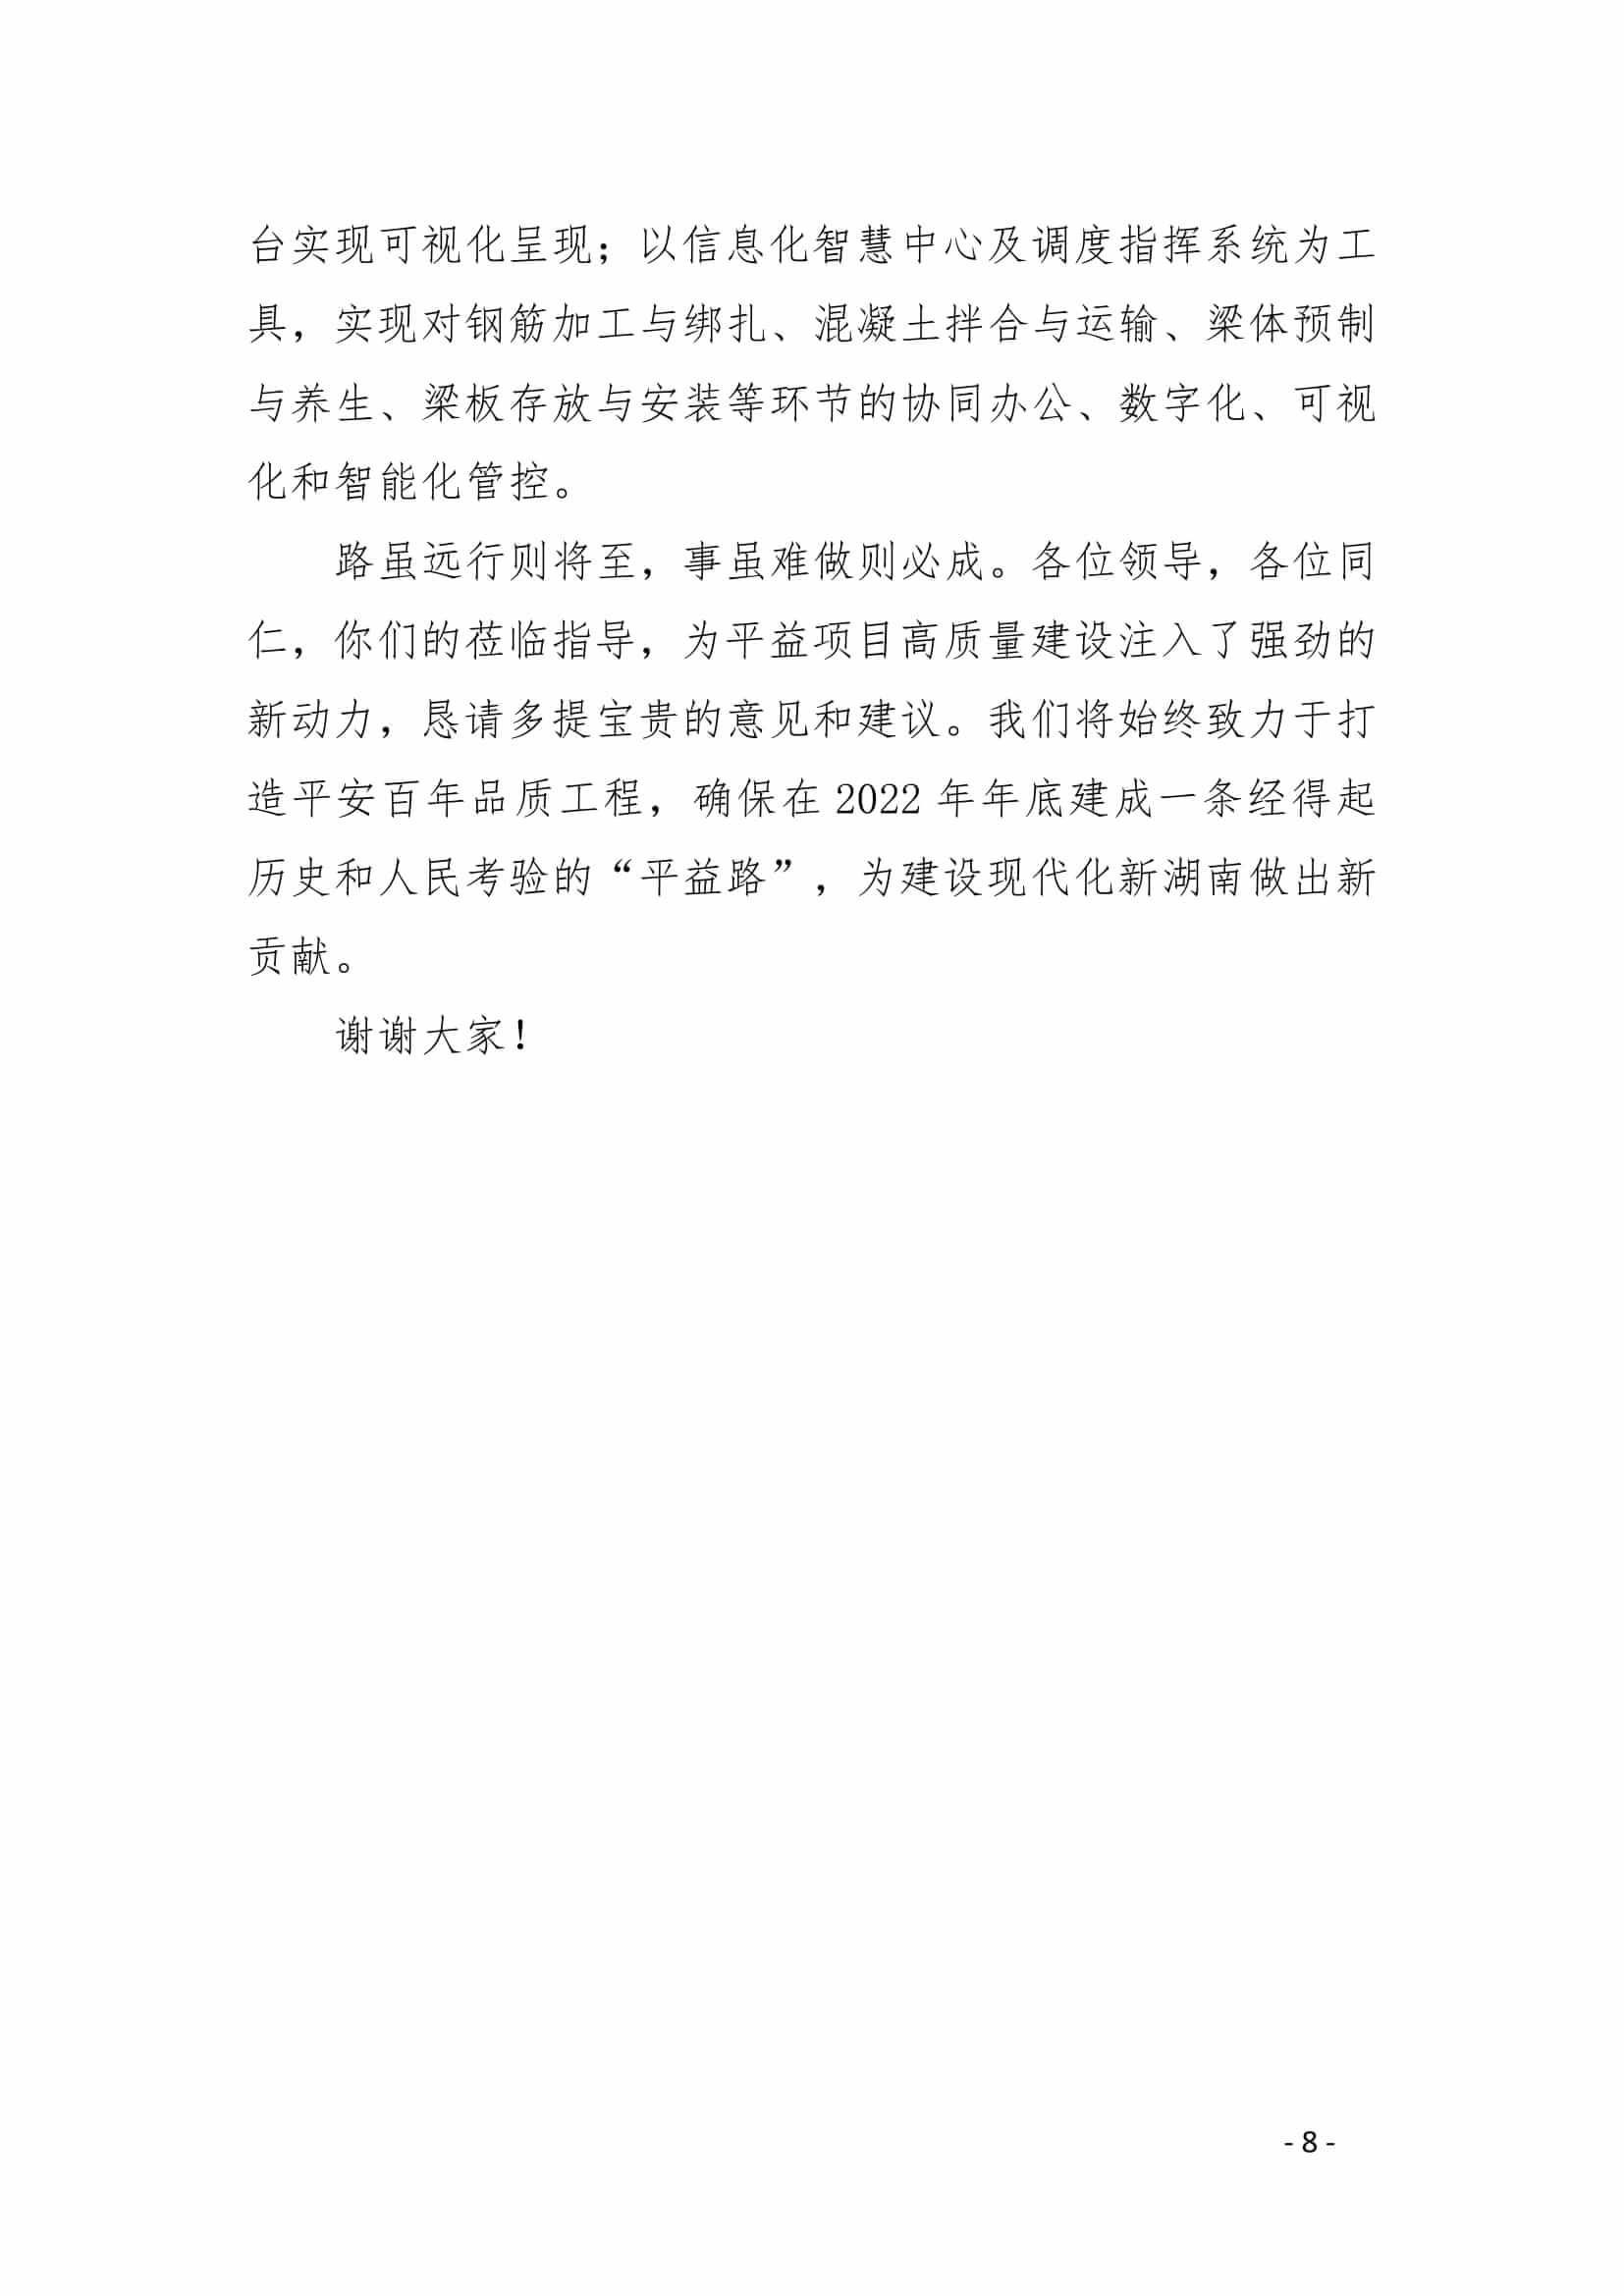 台实现可视化呈现；以信息化智慧中心及调度指挥系统为工
具，实现对钢筋加工与绑扎、混凝土拌合与运输、梁体预制
与养生、梁板存放与安装等环节的协同办公、数字化、可视
化和智能化管控。
路虽远行则将至，事虽难做则必成。各位领导，各位同
仁，你们的莅临指导，为平益项目高质量建设注入了强劲的
新动力，恳请多提宝贵的意见和建议。我们将始终致力于打
造平安百年品质工程，确保在 2022 年年底建成一条经得起
历史和人民考验的“平益路”，为建设现代化新湖南做出新
贡献。
谢谢大家！
- 8 -